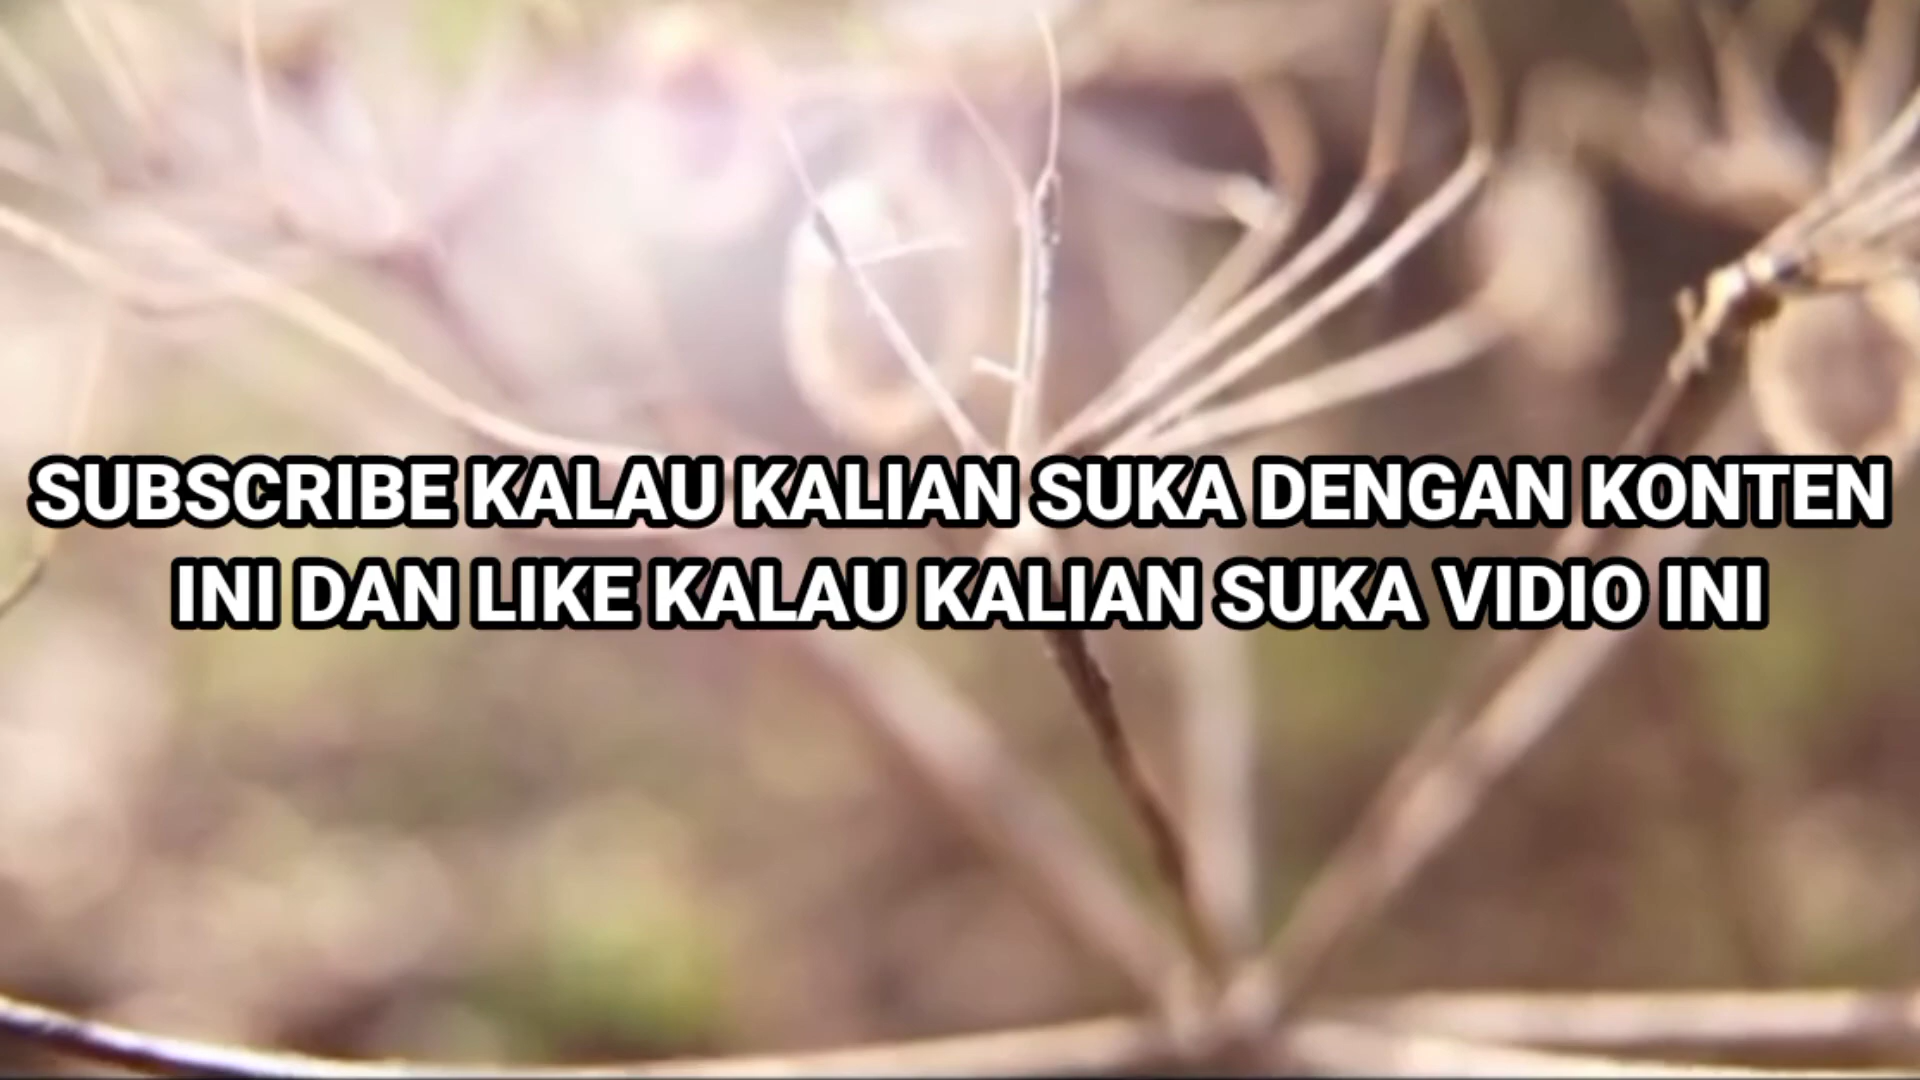 SUBSCRIBE KALAU KALIAN SUKA DENGAN KONTEN
INI DAN LIKE KALAU KALIAN SUKA VIDIO INI